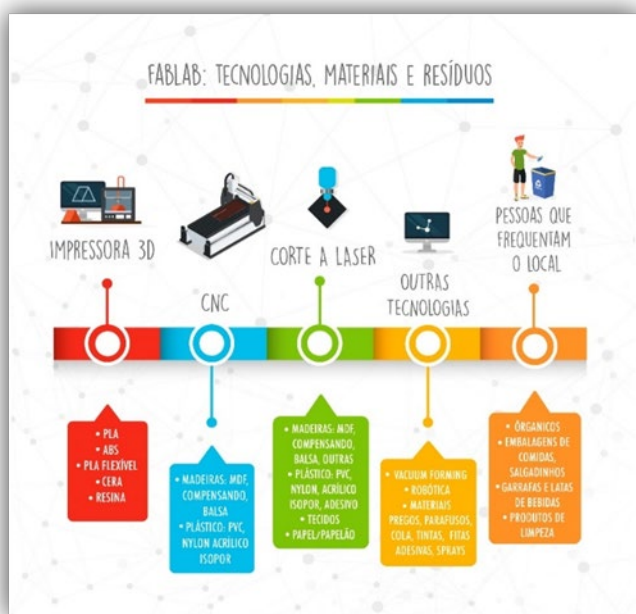 FABLAB: TECNOLOGIAS, MATERIAIS E RESÍDUOS
IMPRESSORA 3D
CNC
CORTE A LASER
OUTRAS
TECNOLOGIAS
PESSOAS QUE
FREQUENTAM
O LOCAL
• PLA
• ABS
• PLA FLEXÍVEL
• CERA
• RESINA
• MADEIRAS: MDF,
COMPENSANDO,
BALSA
• PLÁSTICO: PVC,
NYLON ACRÍLICO
ISOPOR
• MADEIRAS: MDF,
COMPENSANDO,
BALSA, OUTRAS
• PLÁSTICO: PVC,
NYLON, ACRÍLICO
ISOPOR, ADESIVO
• TECIDOS
• PAPEL/PAPELÃO
• VACUUM FORMING
• ROBÓTICA
• MATERIAIS
PREGOS, PARAFUSOS,
COLA, TINTAS, FITAS
ADESIVAS, SPRAYS
• ÓRGANICOS
• EMBALAGENS DE
COMIDAS,
SALGADINHOS
• GARRAFAS E LATAS
DE BEBIDAS
• PRODUTOS DE
LIMPEZA